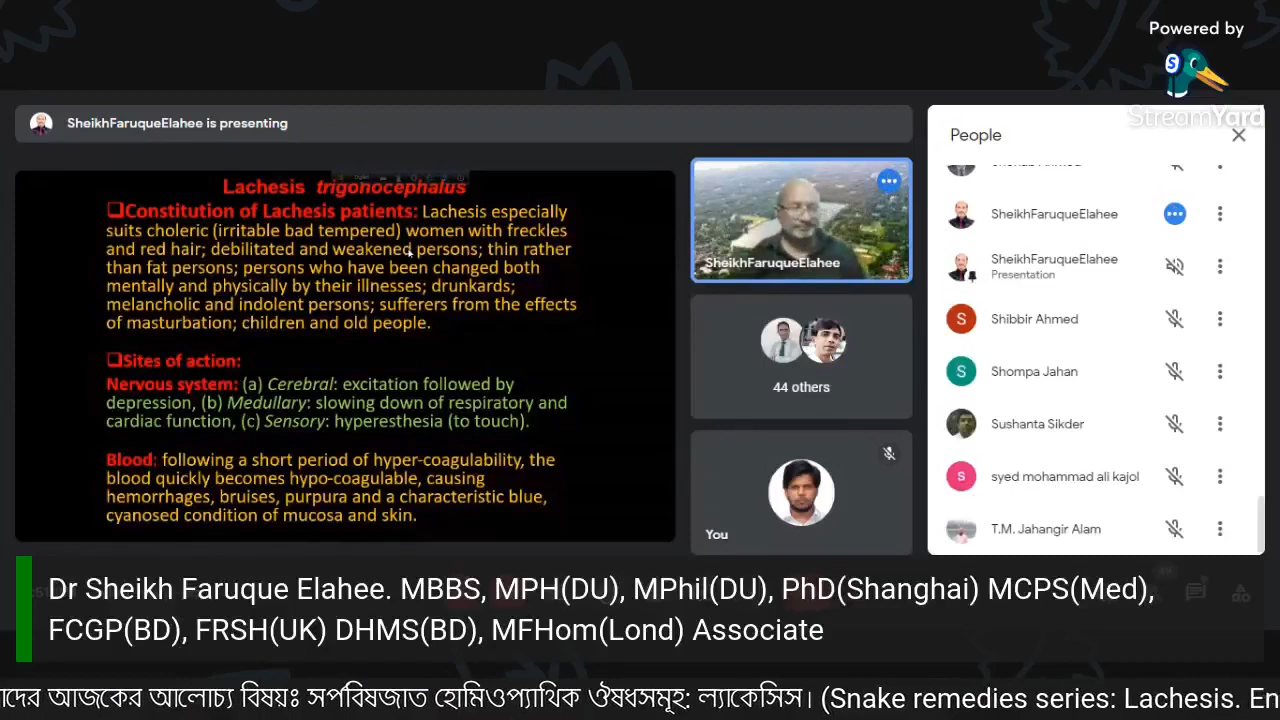 Powered by
StreamYard
SheikhFaruqueElahee is presenting
People
Lachesis trigonocephalus
❑Constitution of Lachesis patients: Lachesis especially
suits choleric (irritable bad tempered) women with freckles
and red hair; debilitated and weakened persons; thin rather
than fat persons; persons who have been changed both
mentally and physically by their illnesses; drunkards;
melancholic and indolent persons; sufferers from the effects
of masturbation; children and old people.
❑Sites of action:
Nervous system: (a) Cerebral: excitation followed by
depression, (b) Medullary: slowing down of respiratory and
cardiac function, (c) Sensory: hyperesthesia (to touch).
Blood: following a short period of hyper-coagulability, the
blood quickly becomes hypo-coagulable, causing
hemorrhages, bruises, purpura and a characteristic blue,
cyanosed condition of mucosa and skin.
SheikhFaruqueElahee
44 others
You
SheikhFaruqueElahee
SheikhFaruqueElahee
Presentation
S Shibbir Ahmed
S Shompa Jahan
Sushanta Sikder
s syed mohammad ali kajol
T.M. Jahangir Alam
Dr Sheikh Faruque Elahee. MBBS, MPH(DU), MPhil(DU), PhD(Shanghai) MCPS(Med),
FCGP(BD), FRSH(UK) DHMS(BD), MFHom(Lond) Associate
াদের আজকের আলোচ্য বিষয়ঃ সর্পবিষজাত হোমিওপ্যাথিক ঔষধসমূহ: ল্যাকেসিস। (Snake remedies series: Lachesis. En